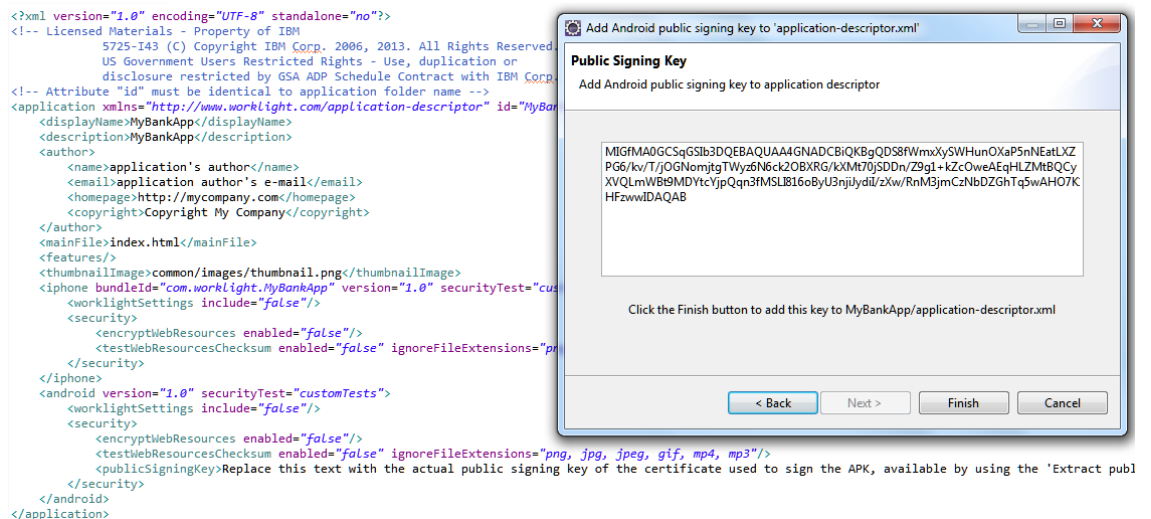 <?xml version="1.0" encoding="UTF-8" standalone="no"?>
<!-- Licensed Materials - Property of IBM
5725-I43 (C) Copyright IBM Corp. 2006, 2013. All Rights Reserved.
US Government Users Restricted Rights - Use, duplication or
disclosure restricted by GSA ADP Schedule Contract with IBM Corp.
<!-- Attribute "id" must be identical to application folder name -->
<application xmlns="http://www.worklight.com/application-descriptor" id="MyBan
<displayName>MyBankApp</displayName>
<description>MyBankApp</description>
<author>
<name>application's author</name>
<email>application author's e-mail</email>
<homepage>http://mycompany.com</homepage>
<copyright>Copyright My Company</copyright>
</author>
<mainFile>index.html</mainFile>
<features/>
<thumbnailImage>common/images/thumbnail.png</thumbnailImage>
<iphone bundleId="com.worklight.MyBankApp" version="1.0" securityTest="cus
<worklightSettings include="false"/>
<security>
<encryptWebResources enabled="false"/>
<testWebResourcesChecksum enabled="false" ignoreFileExtensions="pn
</security>
</iphone>
<android version="1.0" securityTest="customTests">
<worklightSettings include="false"/>
<security>
<encryptWebResources enabled="false"/>
<testWebResourcesChecksum enabled="false" ignoreFileExtensions="png, jpg, jpeg, gif, mp4, mp3"/>
<publicSigningKey>Replace this text with the actual public signing key of the certificate used to sign the APK, available by using the 'Extract publ
</security>
</android>
</application>
Add Android public signing key to 'application-descriptor.xml'
Public Signing Key
Add Android public signing key to application descriptor
MIGfMA0GCSqGSIb3DQEBAQUAA4GNADCBiQKBgQDS8fWmxXySWHunOXaP5nNEatLXZ
PG6/kv/T/jOGNomjtgTWyz6N6ck2OBXRG/kXMt70jSDDn/Z9g1+kZcOweAEqHLZMtBQCy
XVQLmWBt9MDYtcYjpQqn3fMSLI816oByU3njiJydiI/zXw/RnM3jmCzNbDZGhTq5wAHO7K
HFzwwIDAQAB
Click the Finish button to add this key to MyBankApp/application-descriptor.xml
< Back
Next >
Finish
Cancel